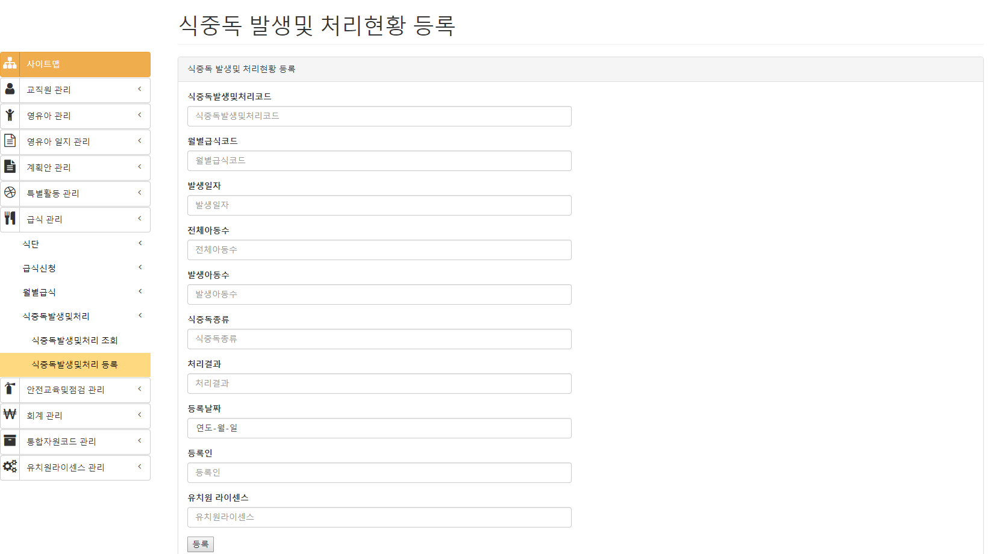 식중독 발생및 처리현황 등록
사이트맵
교직원 관리
영유아 관리
영유아 일지 관리
계획안 관리
특별활동 관리
급식 관리
식단
급식신청
월별급식
식중독발생및처리
식중독발생및처리 조회
식중독발생및처리 등록
안전교육및점검 관리
회계 관리
통합자원코드 관리
유치원라이센스 관리
식중독 발생및 처리현황 등록
식중독발생및처리코드
식중독발생및처리코드
월별급식코드
월별급식코드
발생일자
발생일자
전체아동수
전체아동수
발생아동수
발생아동수
식중독종류
식중독종류
처리결과
처리결과
등록날짜
연도-월-일
등록인
등록인
유치원 라이센스
유치원라이센스
등록